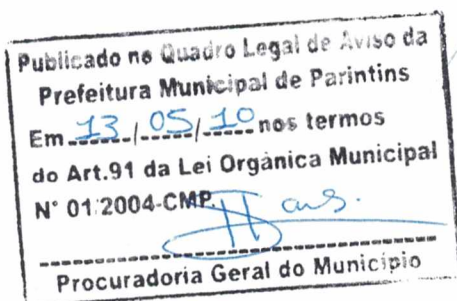 Publicado no Quadro Legal de Aviso da
Prefeitura Municipal de Parintins
Em 13/05/10 nos termos
do Art.91 da Lei Orgânica Municipal
N° 01/2004-CMP.
Procuradoria Geral do Município